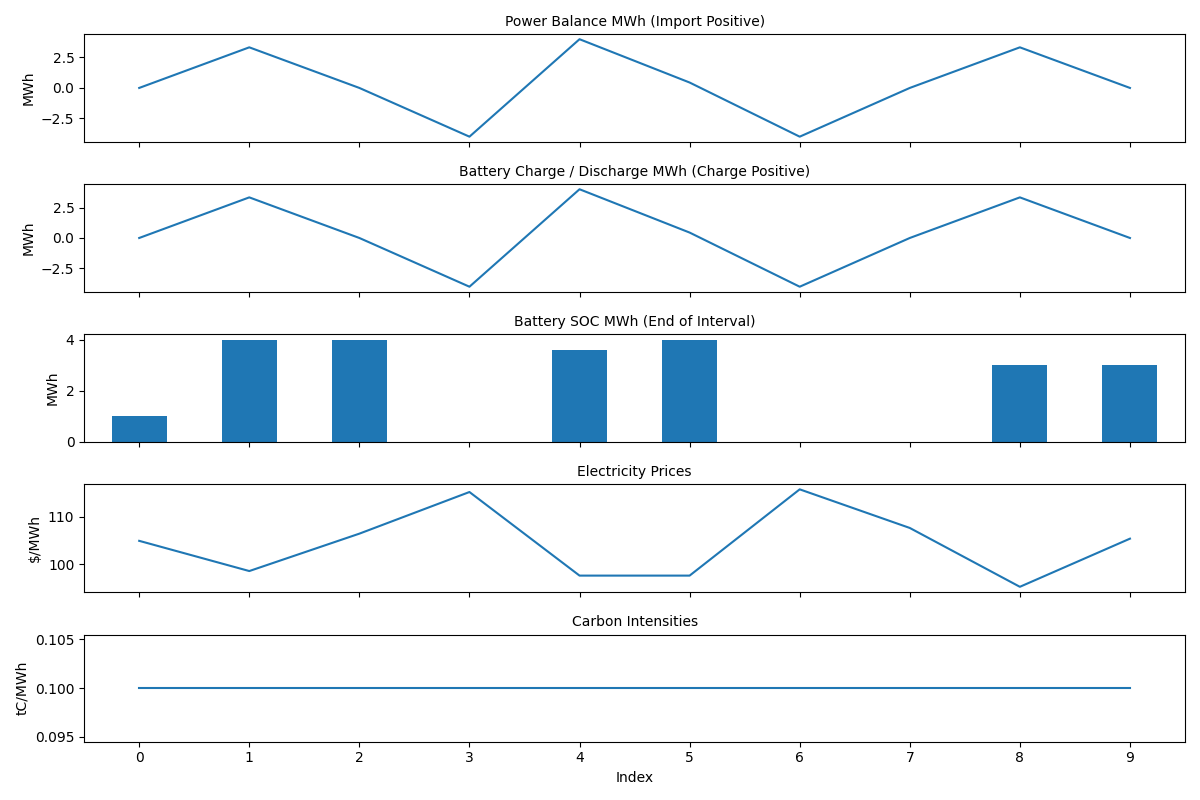 Power Balance MWh (Import Positive)
2.5
0.0
−2.5
MWh
Battery Charge / Discharge MWh (Charge Positive)
2.5
0.0
−2.5
MWh
Battery SOC MWh (End of Interval)
4
2
0
MWh
Electricity Prices
110
100
$/MWh
Carbon Intensities
0.105
0.100
0.095
tC/MWh
0 1 2 3 4 5 6 7 8 9
Index